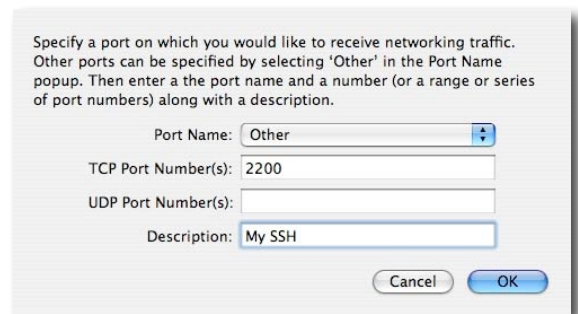 Specify a port on which you would like to receive networking traffic.
Other ports can be specified by selecting ‘Other’ in the Port Name
popup. Then enter a the port name and a number (or a range or series
of port numbers) along with a description.
Port Name: Other
TCP Port Number(s): 2200
UDP Port Number(s):
Description: My SSH
Cancel OK